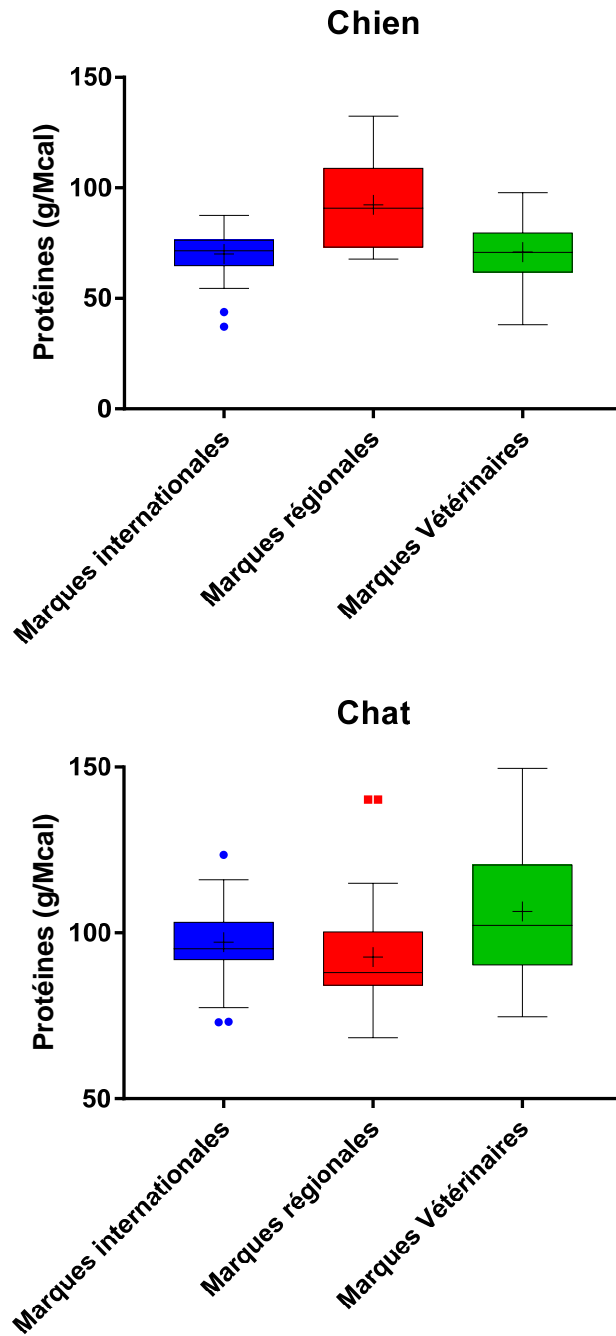 Chien
Protéines (g/Mcal)
150
100
50
0
Marques internationales
Marques régionales
Marques Vétérinaires
Chat
Protéines (g/Mcal)
150
100
50
Marques internationales
Marques régionales
Marques Vétérinaires